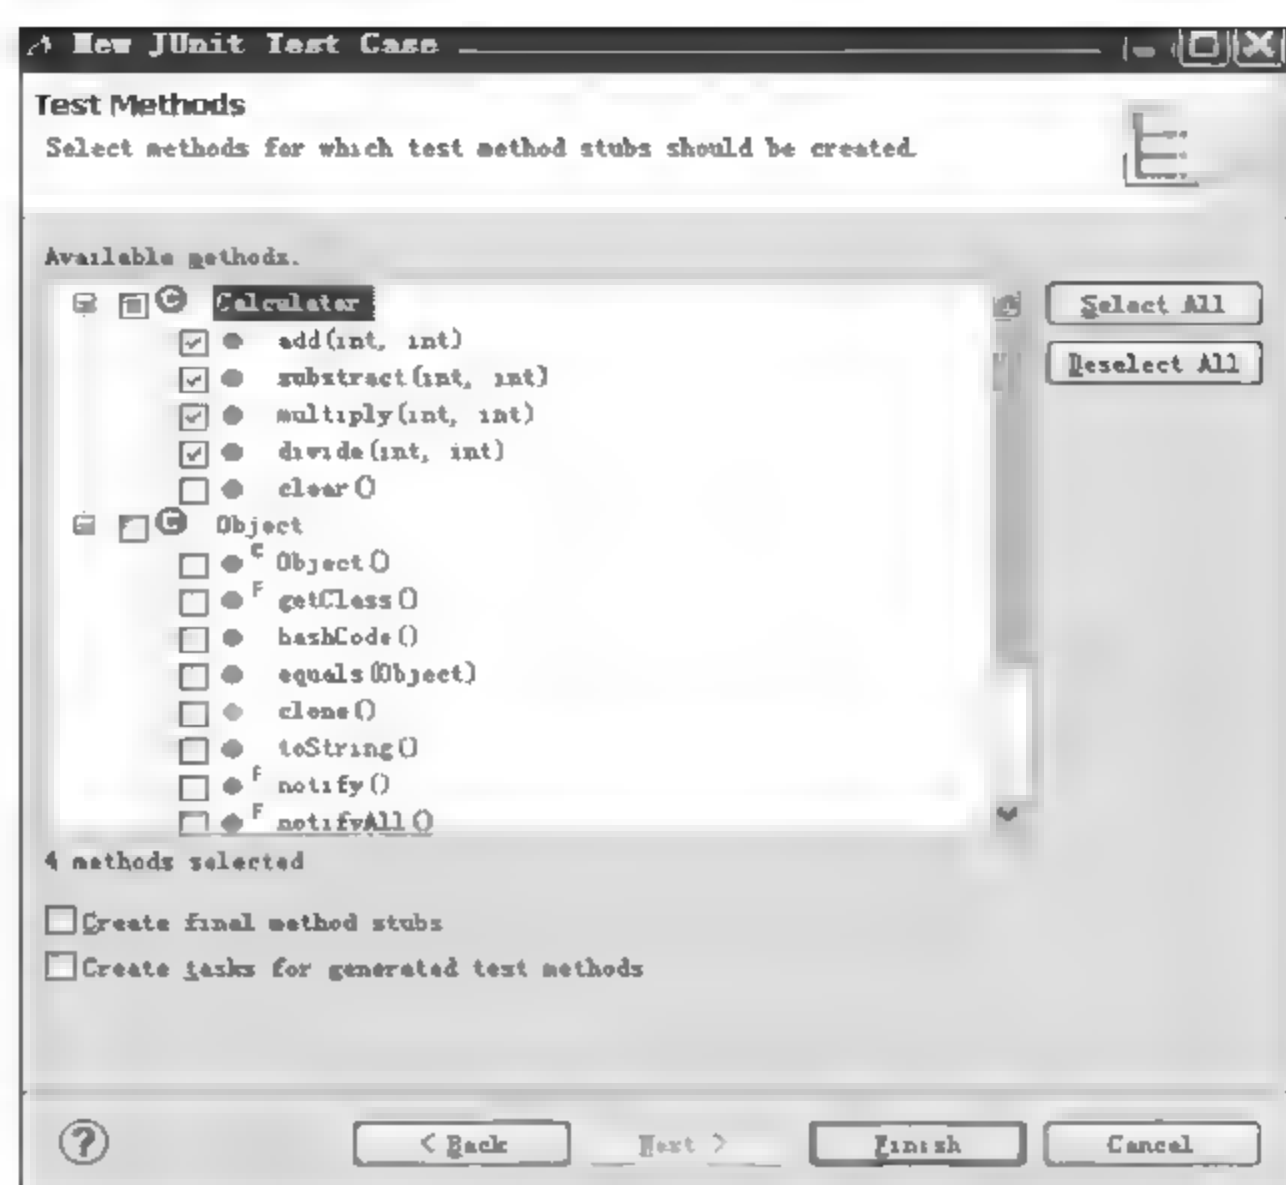 New JUnit Test Case
Test Methods
Select methods for which test method stubs should be created.
Available methods.
Calculator
Select All
add(int, int)
substract(int, int)
Deselect All
multiply(int, int)
divide(int, int)
clear()
Object
C Object()
F getClass()
hashCode()
equals(Object)
clone()
toString()
F notify()
F notifyAll()
4 methods selected
Create final method stubs
Create tasks for generated test methods
? < Back Next > Finish Cancel